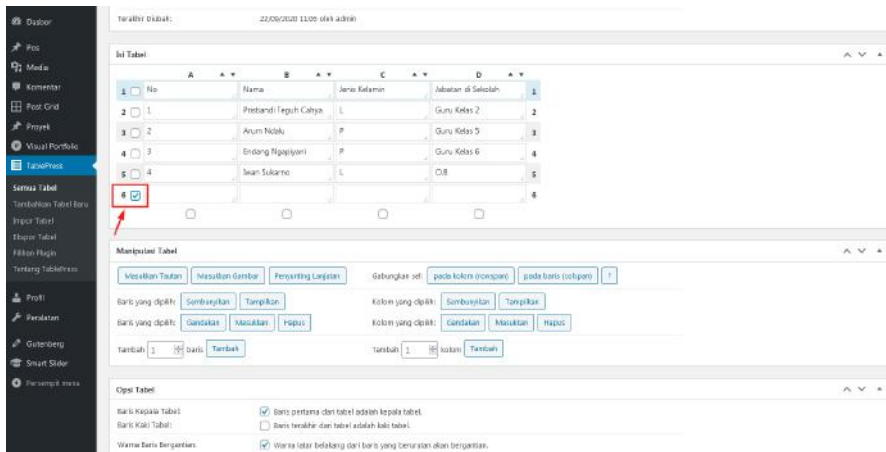 Dasbor
Pos
Media
Komentar
Post Grid
Proyek
Visual Portfolio
TablePress
Semua Tabel
Tambahkan Tabel Baru
Impor Tabel
Ekspor Tabel
Pilihan Plugin
Tentang TablePress
Profil
Peralatan
Gutenberg
Smart Slider
Persempit menu
Terakhir Diubah: 22/09/2020 11:05 oleh admin
Isi Tabel
A B C D
1 No Nama Jenis Kelamin Jabatan di Sekolah 1
2 1 Pristiandi Teguh Cahya L Guru Kelas 2 2
3 2 Arum Ndalu P Guru Kelas 5 3
4 3 Endang Ngapiyani P Guru Kelas 6 4
5 4 Iwan Sukarno L 5
6 6
Manipulasi Tabel
Masukkan Tautan Masukkan Gambar Penyunting Lanjutan Gabungkan sel: pada kolom (rowspan) pada baris (colspan) ?
Baris yang dipilih: Sembunyikan Tampilkan Kolom yang dipilih: Sembunyikan Tampilkan
Baris yang dipilih: Gandakan Masukkan Hapus Kolom yang dipilih: Gandakan Masukkan Hapus
Tambah 1 baris Tambah Tambah 1 kolom Tambah
Opsi Tabel
Baris Kepala Tabel: Baris pertama dari tabel adalah kepala tabel.
Baris Kaki Tabel: Baris terakhir dari tabel adalah kaki tabel.
Warna Baris Bergantian: Warna latar belakang dari baris yang berurutan akan bergantian.